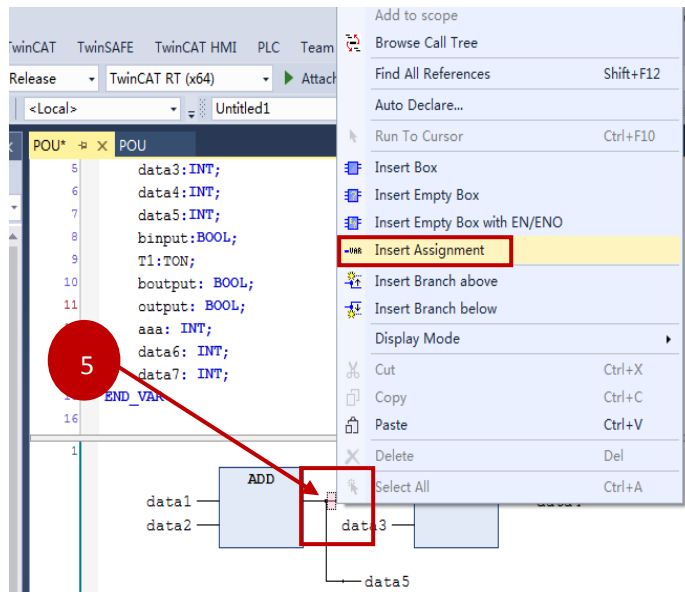 TwinCAT TwinSAFE TwinCAT HMI PLC Team
Release TwinCAT RT (x64) Attach
<Local> Untitled1
POU* POU
5 data3:INT;
6 data4:INT;
7 data5:INT;
8 binput:BOOL;
9 T1:TON;
10 boutput: BOOL;
11 output: BOOL;
aaa: INT;
data6: INT;
data7: INT;
END_VAR
16
5
Add to scope
Browse Call Tree
Find All References Shift+F12
Auto Declare...
Run To Cursor Ctrl+F10
Insert Box
Insert Empty Box
Insert Empty Box with EN/ENO
-VAR Insert Assignment
Insert Branch above
Insert Branch below
Display Mode
Cut Ctrl+X
Copy Ctrl+C
Paste Ctrl+V
Delete Del
Select All Ctrl+A
1
ADD
data1
data2
data3
data5